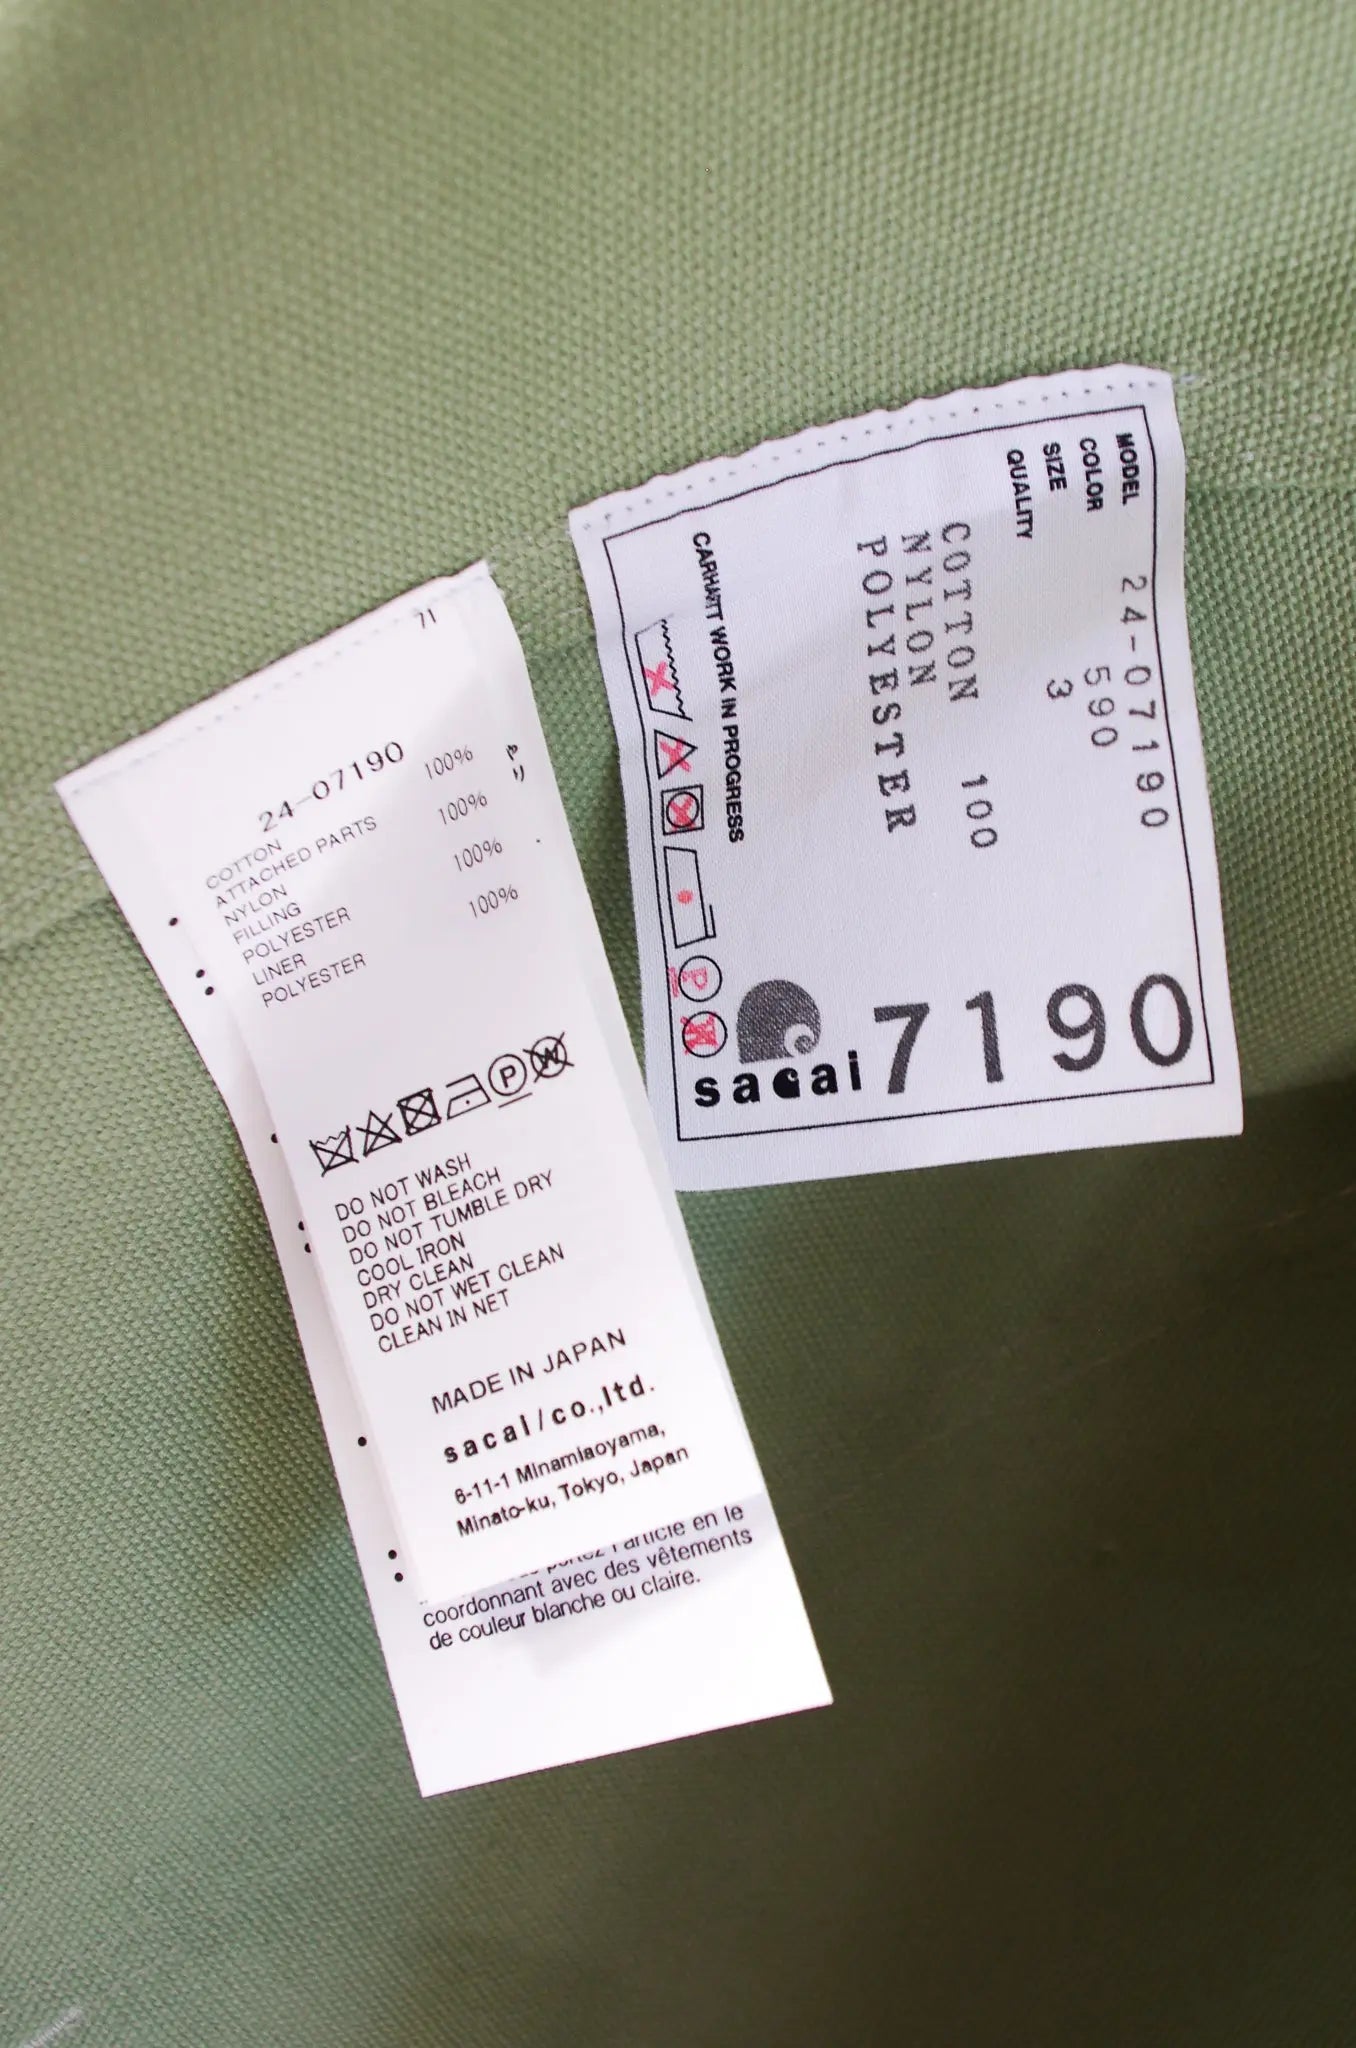 71
24-07190
COTTON 100%
ATTACHED PARTS
NYLON 100%
FILLING
POLYESTER 100%
LINER
POLYESTER 100%
P W
DO NOT WASH
DO NOT BLEACH
DO NOT TUMBLE DRY
COOL IRON
DRY CLEAN
DO NOT WET CLEAN
CLEAN IN NET
MADE IN JAPAN
sacai/co.,ltd.
6-11-1 Minamiaoyama,
Minato-ku, Tokyo, Japan
l'article en le
coordonnant avec des vêtements
de couleur blanche ou claire.
MODEL 24-07190
COLOR 590
SIZE 3
QUALITY
COTTON 100
NYLON
POLYESTER
CARHARTT WORK IN PROGRESS
P W
sacai
7190